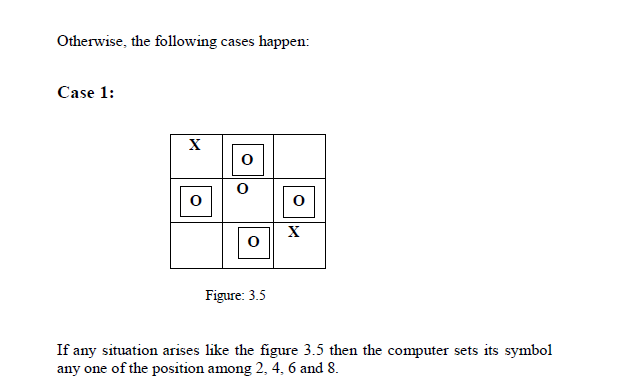 Otherwise, the following cases happen:
Case 1:
X
O
O
O
O
O
X
Figure: 3.5
If any situation arises like the figure 3.5 then the computer sets its symbol
any one of the position among 2, 4, 6 and 8.